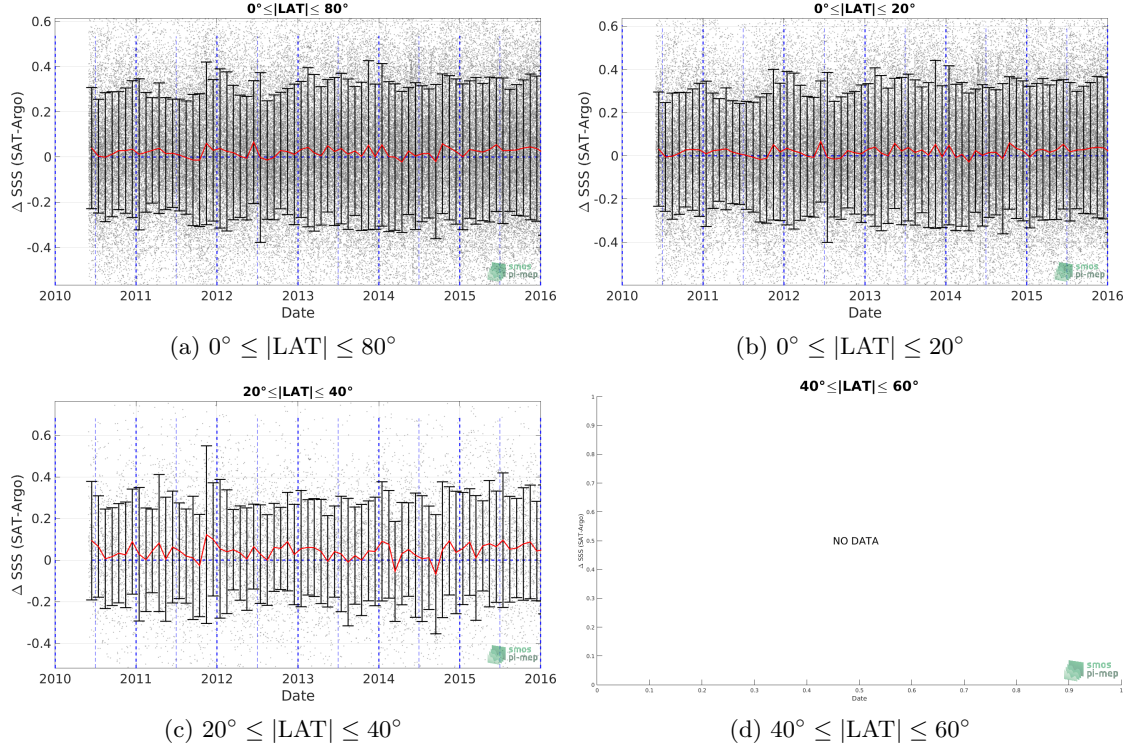 0°≤|LAT|≤ 80°
Δ SSS (SAT-Argo)
0.6
0.4
0.2
0
-0.2
-0.4
2010 2011 2012 2013 2014 2015 2016
Date
smos
pi-mep
(a) 0° ≤ |LAT| ≤ 80°
0°≤|LAT|≤ 20°
Δ SSS (SAT-Argo)
0.6
0.4
0.2
0
-0.2
-0.4
2010 2011 2012 2013 2014 2015 2016
Date
smos
pi-mep
(b) 0° ≤ |LAT| ≤ 20°
20°≤|LAT|≤ 40°
Δ SSS (SAT-Argo)
0.6
0.4
0.2
0
-0.2
-0.4
2010 2011 2012 2013 2014 2015 2016
Date
smos
pi-mep
(c) 20° ≤ |LAT| ≤ 40°
40°≤|LAT|≤ 60°
Δ SSS (SAT-Argo)
1
0.9
0.8
0.7
0.6
0.5
0.4
0.3
0.2
0.1
0
NO DATA
0 0.1 0.2 0.3 0.4 0.5 0.6 0.7 0.8 0.9 1
Date
smos
pi-mep
(d) 40° ≤ |LAT| ≤ 60°